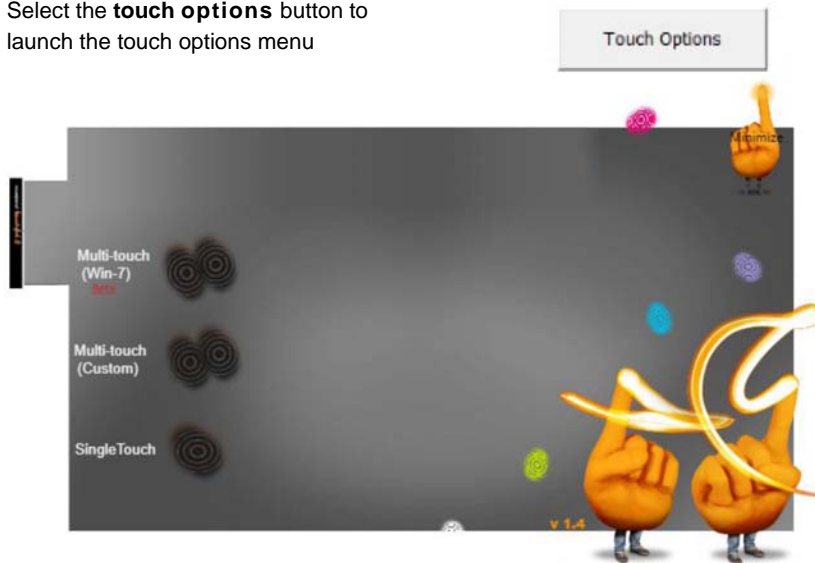 Select the touch options button to
launch the touch options menu
Touch Options
Minimize
Multi-touch
(Win-7)
Beta
Multi-touch
(Custom)
SingleTouch
v 1.4